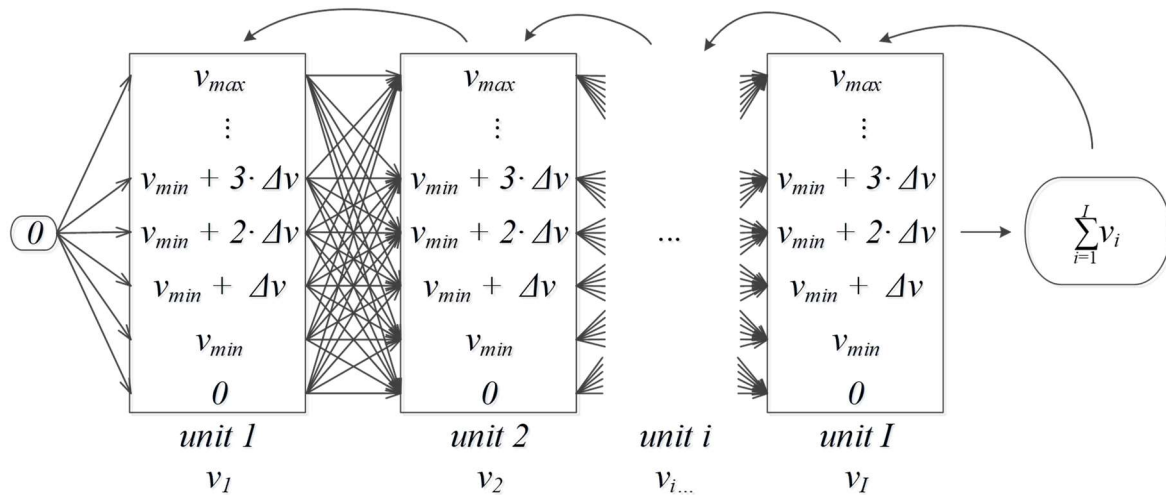 v_max v_max v_max
⋮ ⋮ ⋮
v_min + 3· Δv v_min + 3· Δv v_min + 3· Δv
0 v_min + 2· Δv v_min + 2· Δv ... v_min + 2· Δv \sum_{i=1}^{I} v_i
v_min + Δv v_min + Δv v_min + Δv
v_min v_min v_min
0 0 0
unit 1 unit 2 unit i unit I
v_1 v_2 v_i... v_I